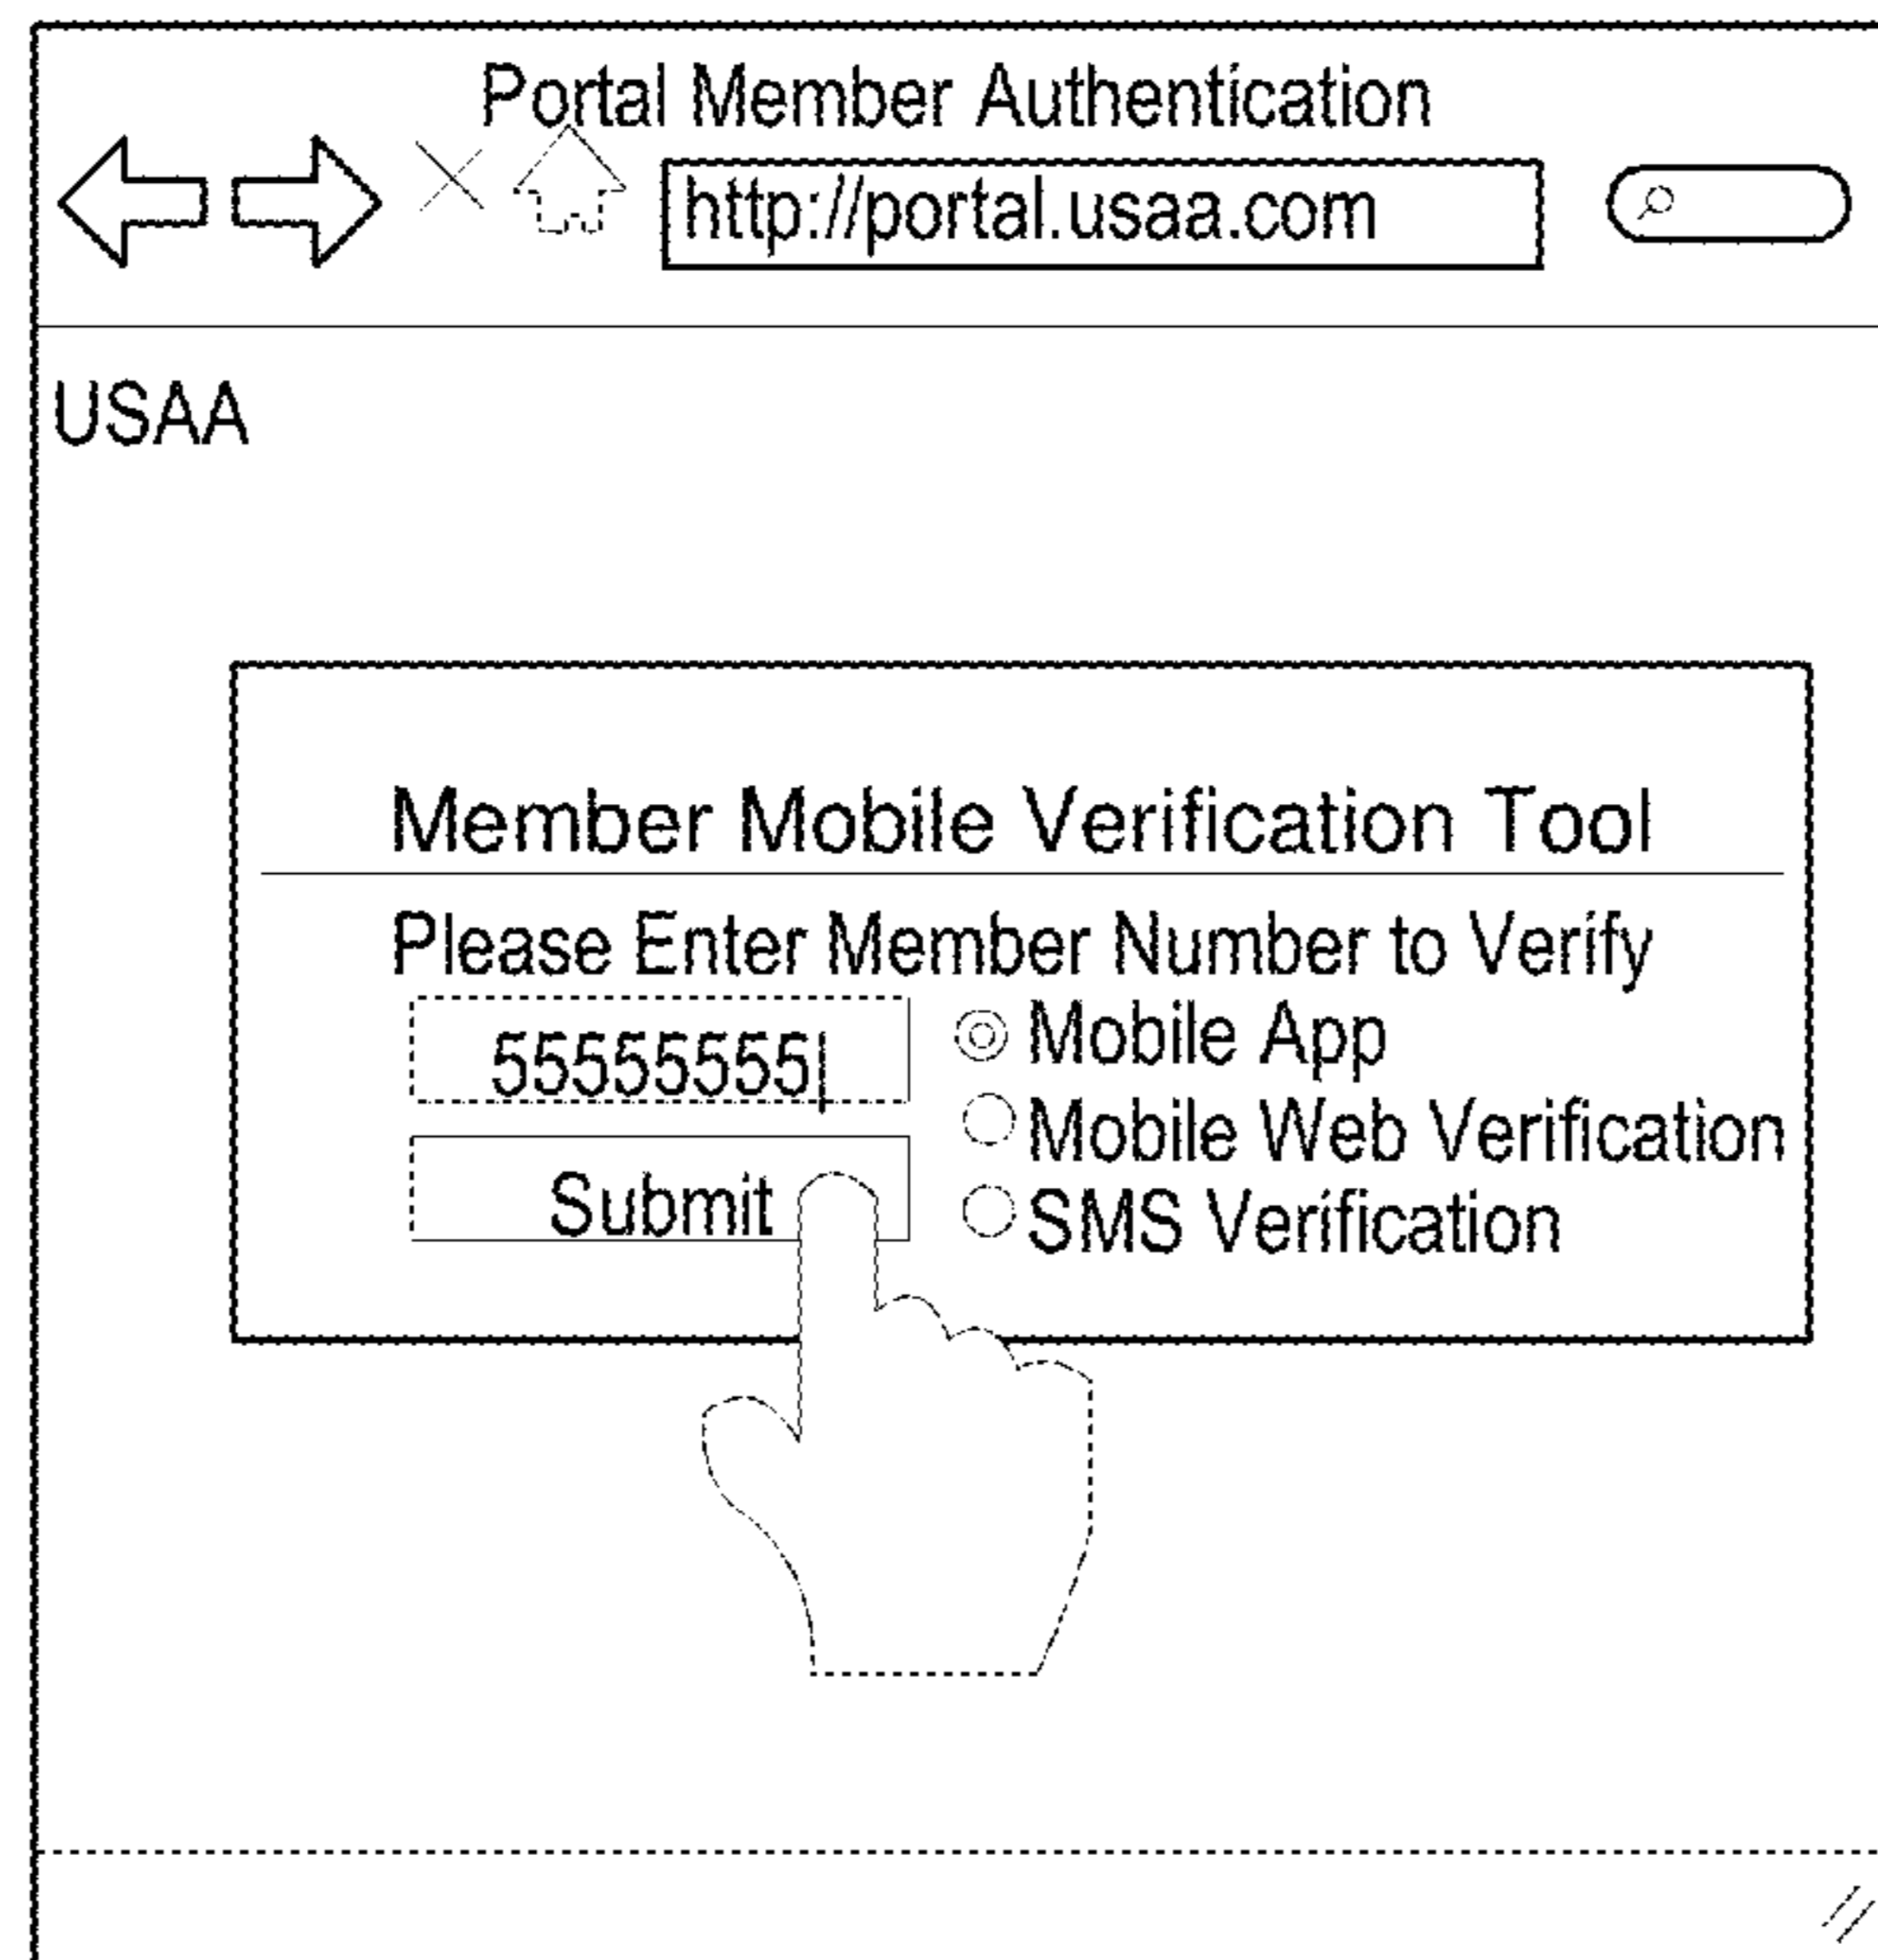 Portal Member Authentication
http://portal.usaa.com
USAA
Member Mobile Verification Tool
Please Enter Member Number to Verify
55555555
Mobile App
Mobile Web Verification
Submit
SMS Verification